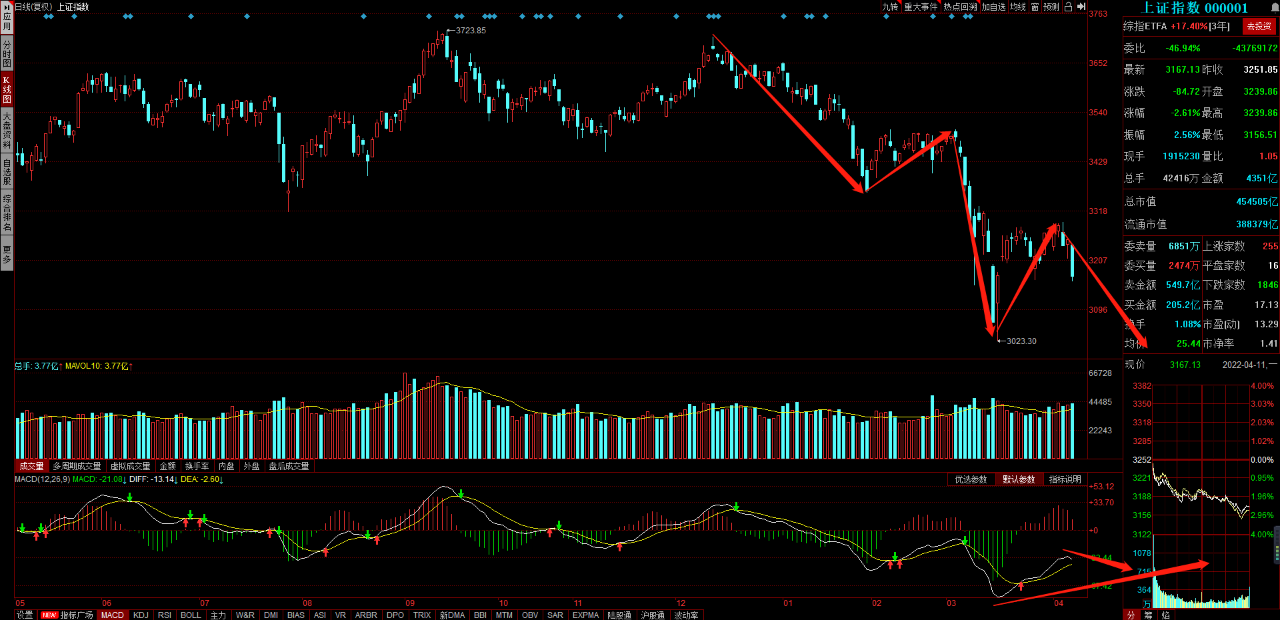 日线(复权) 上证指数
九转 重大事件 热点回溯 加自选 均线 窗 预测
应用
分时图
K线图
大盘资料
自选股
综合排名
更多
3763
3652
3540
3429
3318
3207
3096
3723.85
3023.30
总手: 3.77亿↑ MAVOL10: 3.77亿↑
66728
44485
22243
成交量 多周期成交量 虚拟成交量 金额 换手率 内盘 外盘 盘后成交量
MACD(12,26,9) MACD: -21.08↓ DIFF: -13.14↓ DEA: -2.60↓
优选参数 默认参数 指标说明
+53.12
+33.70
+0
05 06 07 08 09 10 11 12 01 02 03 04
设置 NEW 指标广场 MACD KDJ RSI BOLL 主力 W&R DMI BIAS ASI VR ARBR DPO TRIX 新DMA BBI MTM OBV SAR EXPMA 陆股通 沪股通 波动率
上证指数 000001
综指ETFA +17.40%[3年] 去投资
委比 -46.94% -43769172
最新 3167.13 昨收 3251.85
涨跌 -84.72 开盘 3239.86
涨幅 -2.61% 最高 3239.86
振幅 2.56% 最低 3156.51
现手 1915230 量比 1.05
总手 42416万 金额 4351亿
总市值 454505亿
流通市值 388379亿
委卖量 6851万 上涨家数 255
委买量 2474万 平盘家数 16
卖金额 549.7亿 下跌家数 1846
买金额 205.2亿 市盈 17.13
换手 1.08% 市盈[动] 13.29
均价 25.44 市净率 1.41
现价 3167.13 2022-04-11,一
3382 4.00%
3350 3.03%
3318 2.03%
3285 1.02%
3252 0.00%
3221 0.95%
3188 1.96%
3156 2.96%
3122 4.00%
1078
715
364
万
分 筹